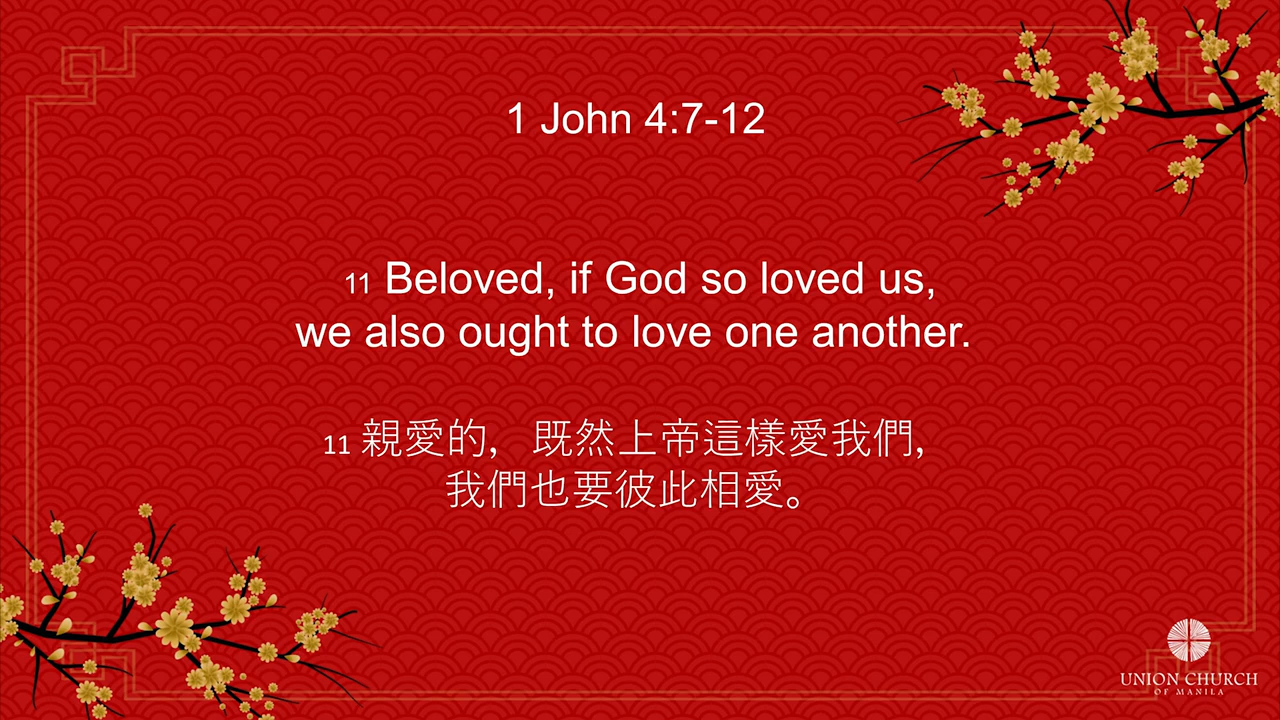 1 John 4:7-12
11 Beloved, if God so loved us,
we also ought to love one another.
11 親愛的，既然上帝這樣愛我們,
我們也要彼此相愛。
UNION CHURCH
OF MANILA